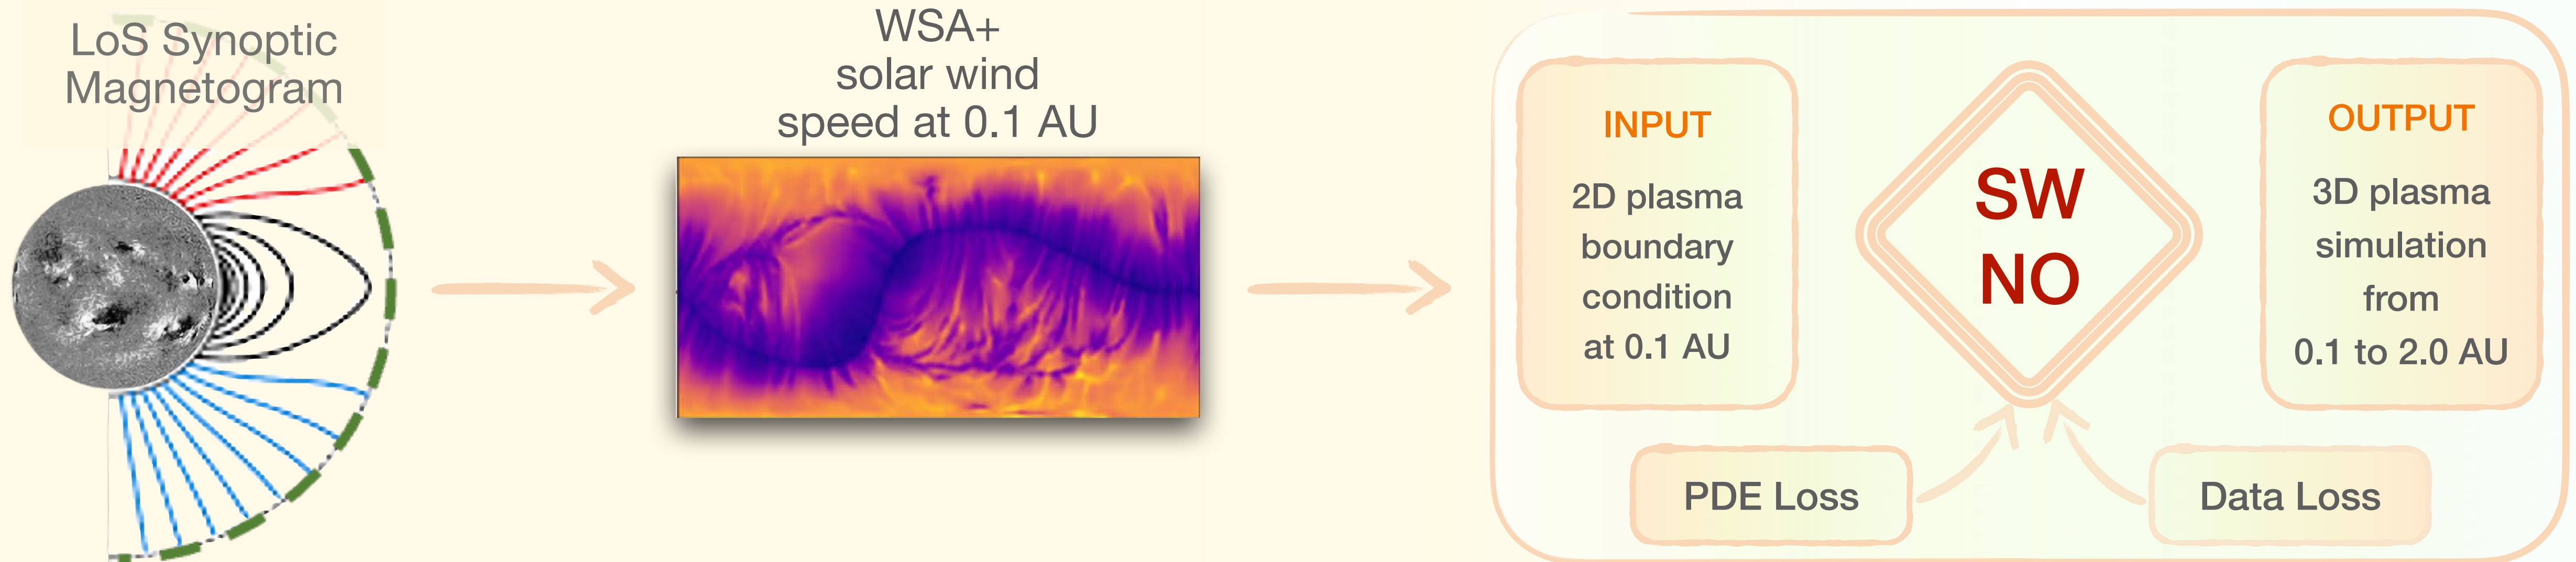 LoS Synoptic
Magnetogram
WSA+
solar wind
speed at 0.1 AU
INPUT
2D plasma
boundary
condition
at 0.1 AU
SW
NO
OUTPUT
3D plasma
simulation
from
0.1 to 2.0 AU
PDE Loss
Data Loss